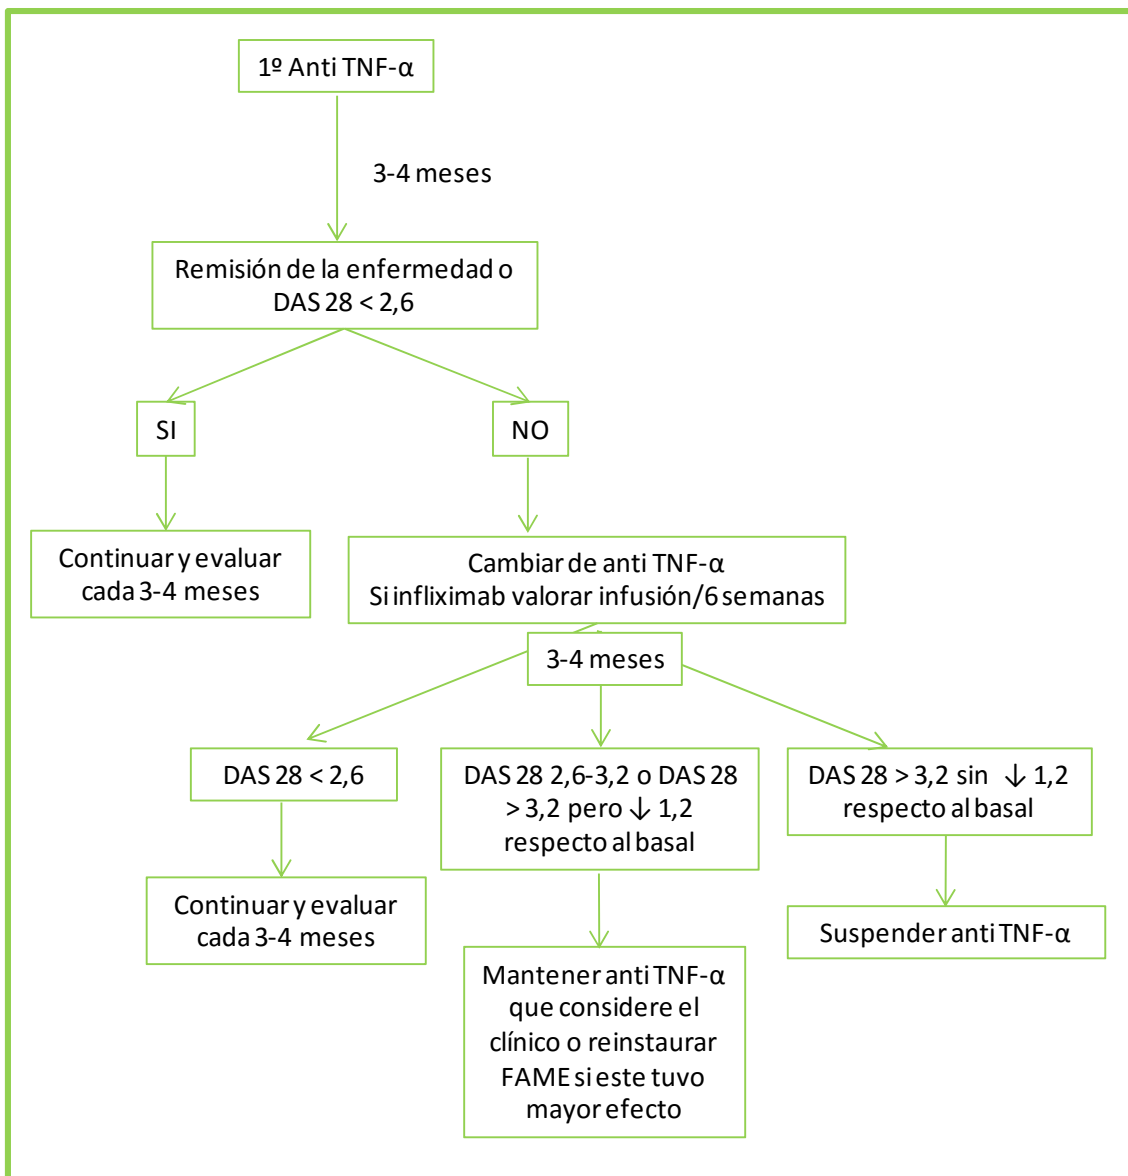 1º Anti TNF-α
3-4 meses
Remisión de la enfermedad o
DAS 28 < 2,6
SI
NO
Continuar y evaluar
cada 3-4 meses
Cambiar de anti TNF-α
Si infliximab valorar infusión/6 semanas
3-4 meses
DAS 28 < 2,6
DAS 28 2,6-3,2 o DAS 28
> 3,2 pero ↓ 1,2
respecto al basal
DAS 28 > 3,2 sin ↓ 1,2
respecto al basal
Continuar y evaluar
cada 3-4 meses
Mantener anti TNF-α
que considere el
clínico o reinstaurar
FAME si este tuvo
mayor efecto
Suspender anti TNF-α